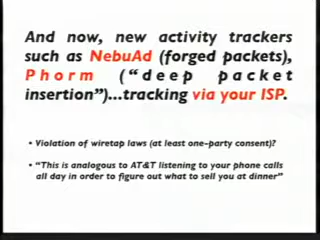 And now, new activity trackers
such as NebuAd (forged packets),
Phorm ("deep packet
insertion")...tracking via your ISP.
• Violation of wiretap laws (at least one-party consent)?
• "This is analogous to AT&T listening to your phone calls
all day in order to figure out what to sell you at dinner"